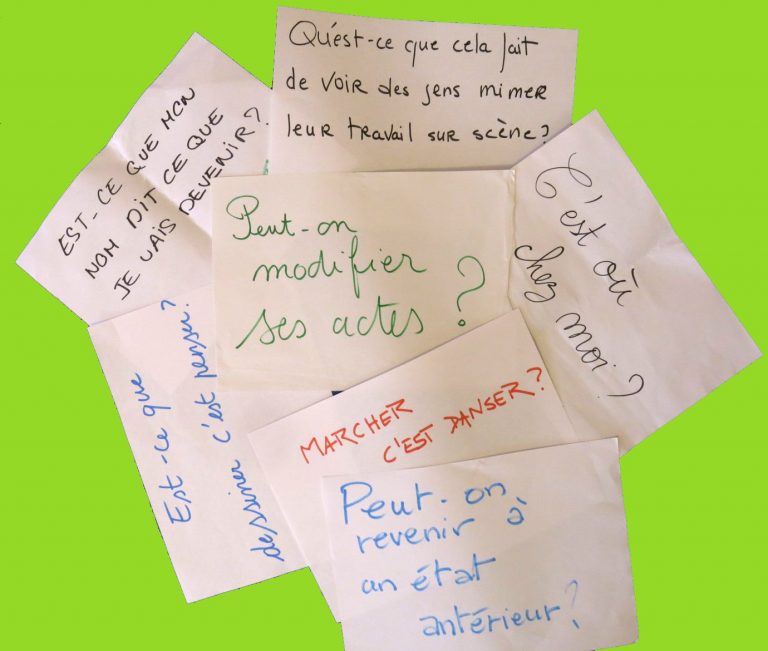 Qu'est-ce que cela fait
de voir des gens mimer
leur travail sur scène?
EST-CE QUE MON
NOM DIT CE QUE
JE VAIS DEVENIR?
Peut-on
modifier
ses actes?
C'est où
chez moi?
Est-ce que
dessiner c'est penser?
MARCHER
C'EST DANSER?
Peut-on
revenir à
un état
antérieur?